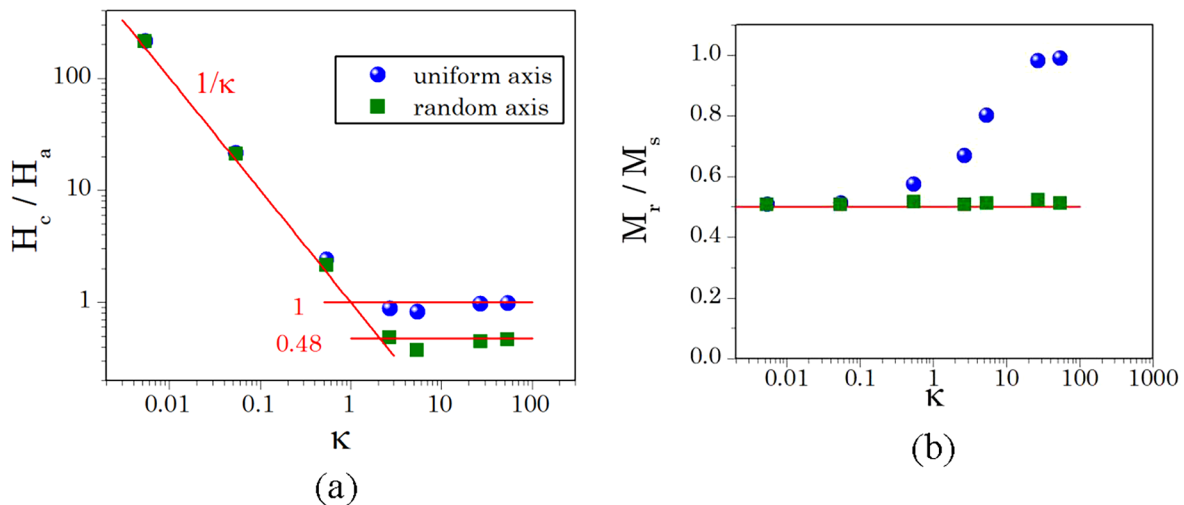 H_c / H_a
100
10
1
1/κ
uniform axis
random axis
1
0.48
0.01 0.1 1 10 100
κ
(a)
M_r / M_s
1.0
0.8
0.6
0.4
0.2
0.0
0.01 0.1 1 10 100 1000
κ
(b)